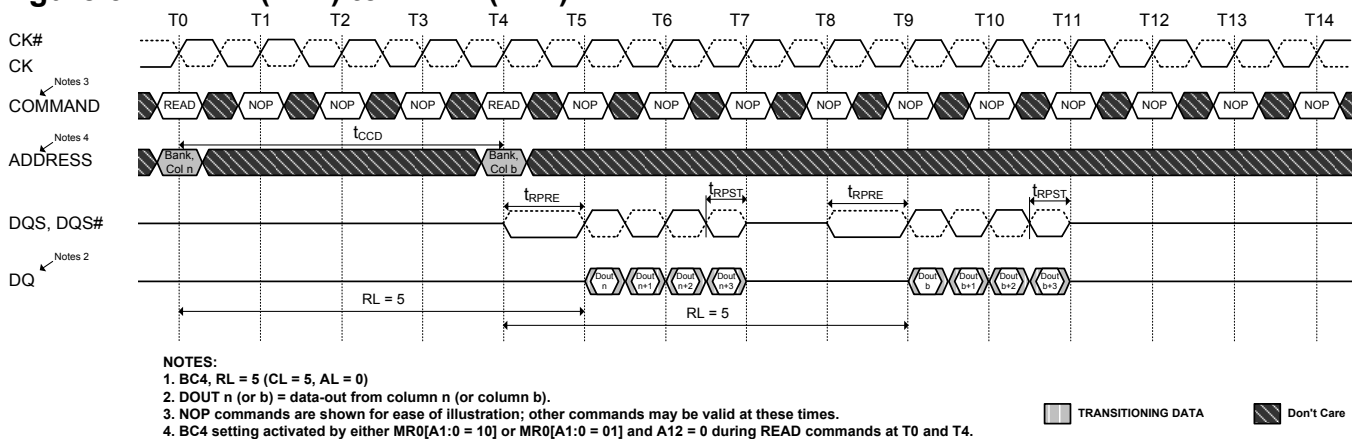 T0 T1 T2 T3 T4 T5 T6 T7 T8 T9 T10 T11 T12 T13 T14
CK#
CK
Notes 3
COMMAND READ NOP NOP NOP READ NOP NOP NOP NOP NOP NOP NOP NOP NOP NOP
tCCD
Notes 4
ADDRESS Bank, Col n Bank, Col b
tRPRE tRPST tRPRE tRPST
DQS, DQS#
Notes 2
DQ Dout n Dout n+1 Dout n+2 Dout n+3 Dout b Dout b+1 Dout b+2 Dout b+3
RL = 5
RL = 5
NOTES:
1. BC4, RL = 5 (CL = 5, AL = 0)
2. DOUT n (or b) = data-out from column n (or column b).
3. NOP commands are shown for ease of illustration; other commands may be valid at these times.
4. BC4 setting activated by either MR0[A1:0 = 10] or MR0[A1:0 = 01] and A12 = 0 during READ commands at T0 and T4.
TRANSITIONING DATA Don't Care